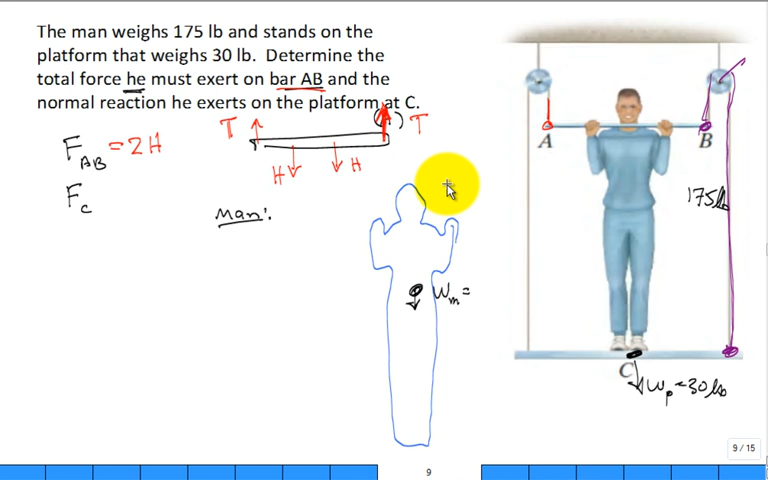 The man weighs 175 lb and stands on the
platform that weighs 30 lb.  Determine the
total force he must exert on bar AB and the
normal reaction he exerts on the platform at C.
T
T
F_AB = 2H
H
H
F_C
Man:
W_m =
A
B
175lb
C
W_p = 30 lb
9 / 15
9